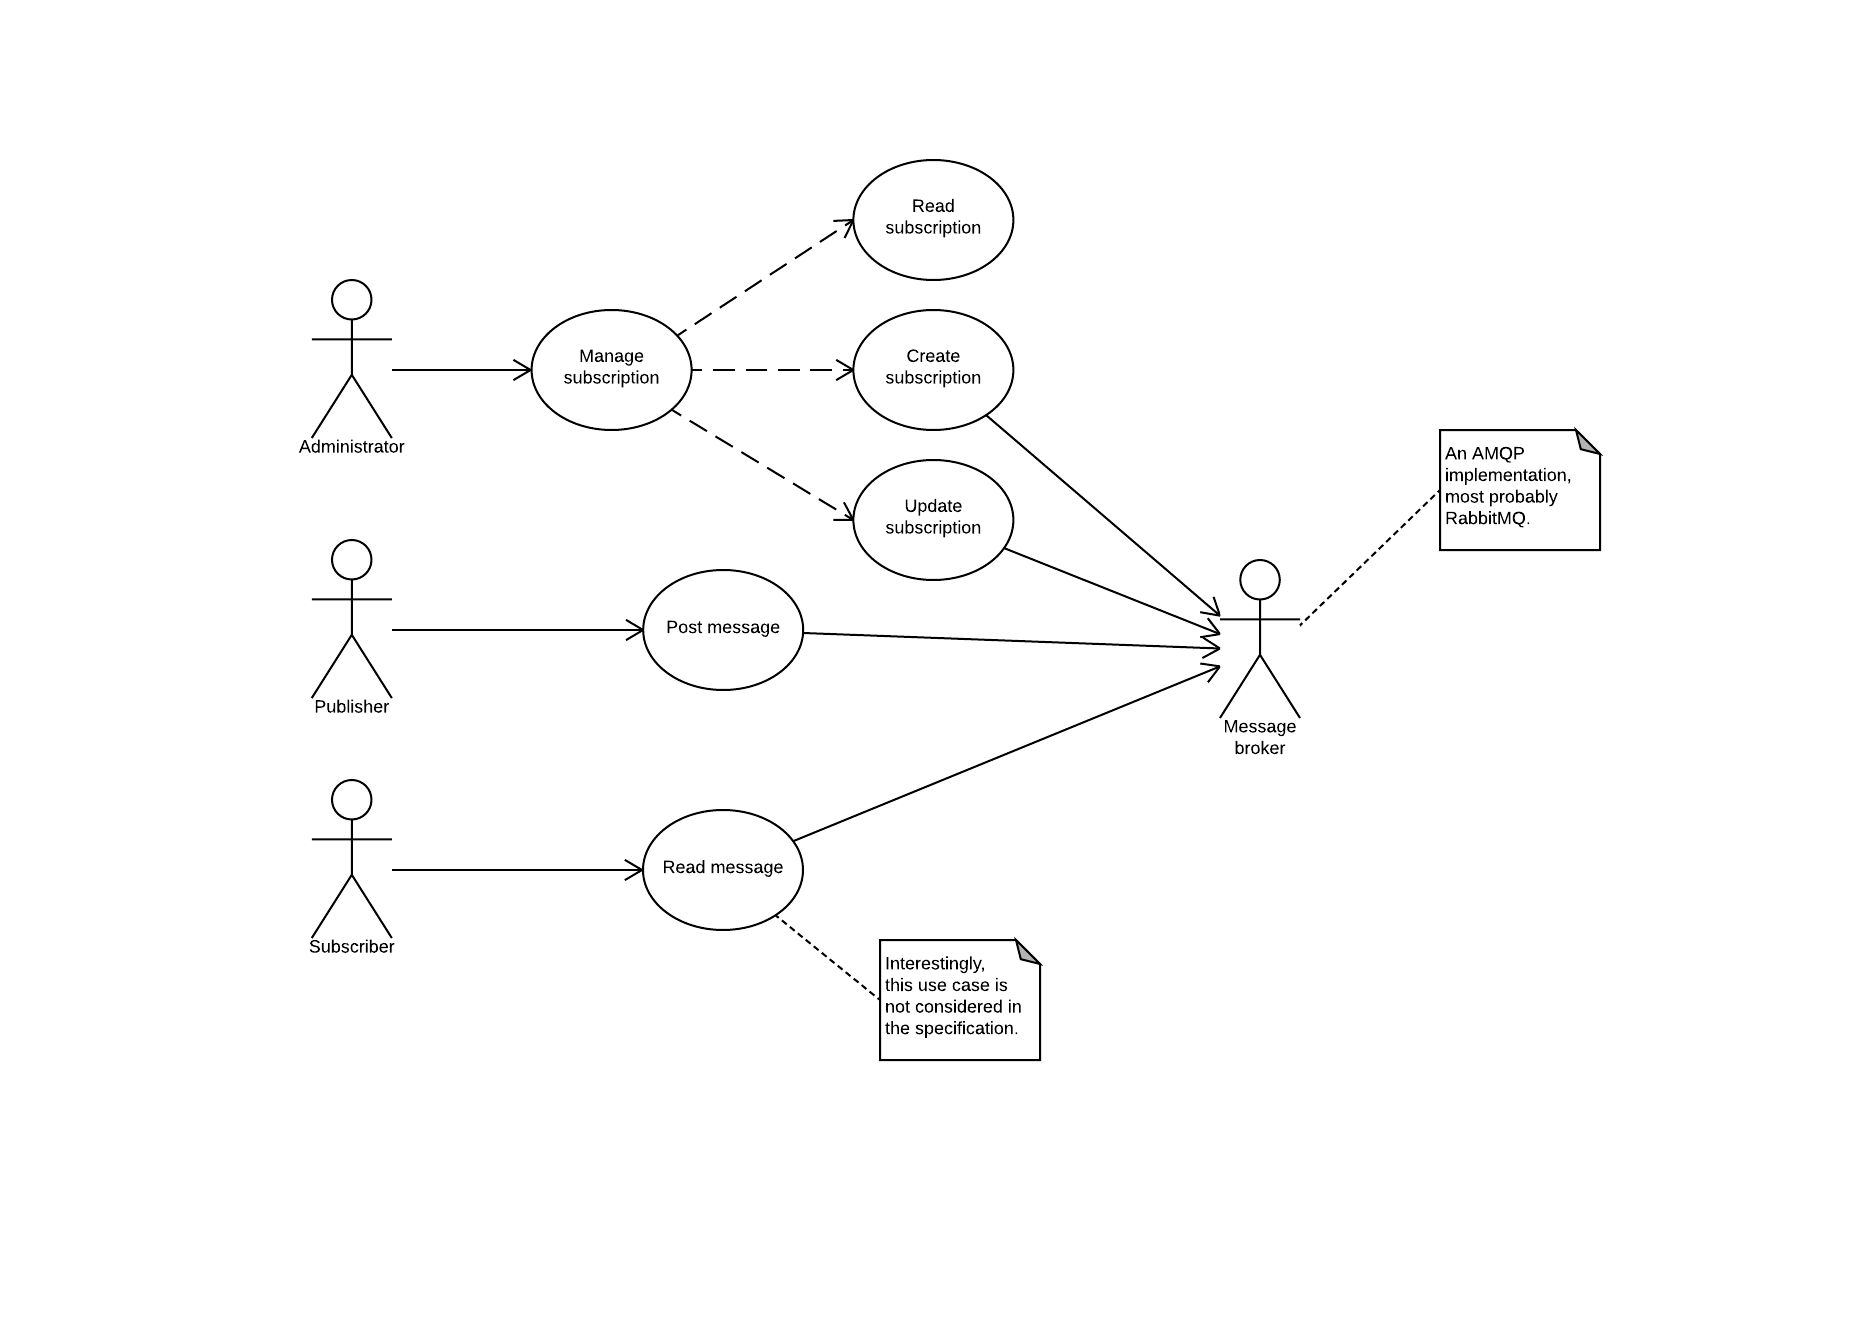 Read
subscription
Administrator
Manage
subscription
Create
subscription
Update
subscription
An AMQP
implementation,
most probably
RabbitMQ.
Publisher
Post message
Message
broker
Subscriber
Read message
Interestingly,
this use case is
not considered in
the specification.